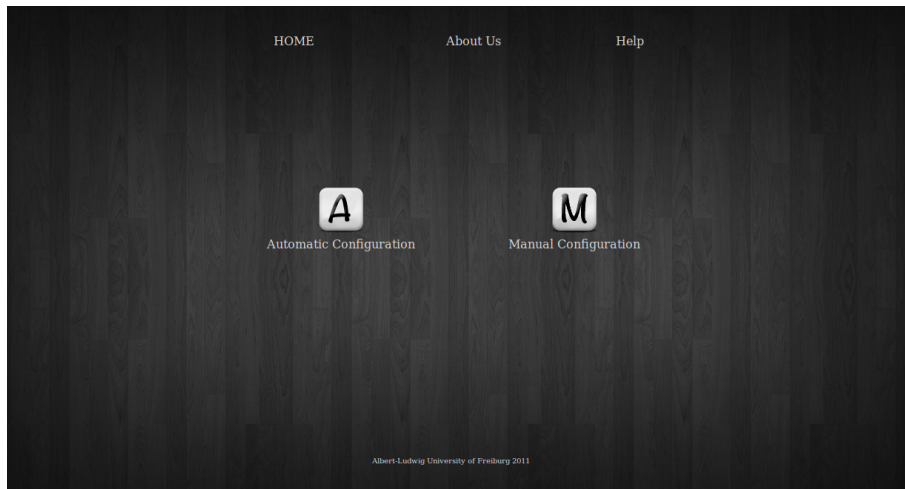 HOME About Us Help
A M
Automatic Configuration Manual Configuration
Albert-Ludwig University of Freiburg 2011